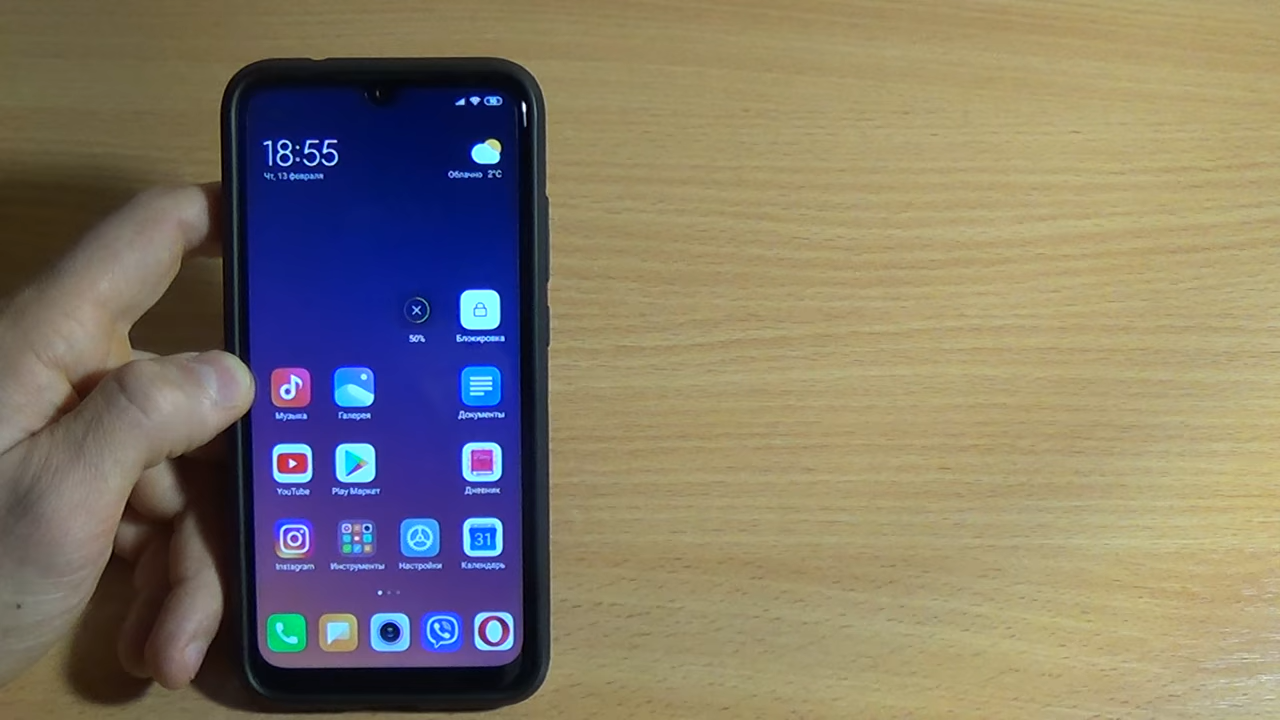 18:55
Чт, 13 февраля
Облачно 2°C
50%
Блокировка
Музыка
Галерея
Документы
YouTube
Play Маркет
Дневник
31
Instagram
Инструменты
Настройки
Календарь